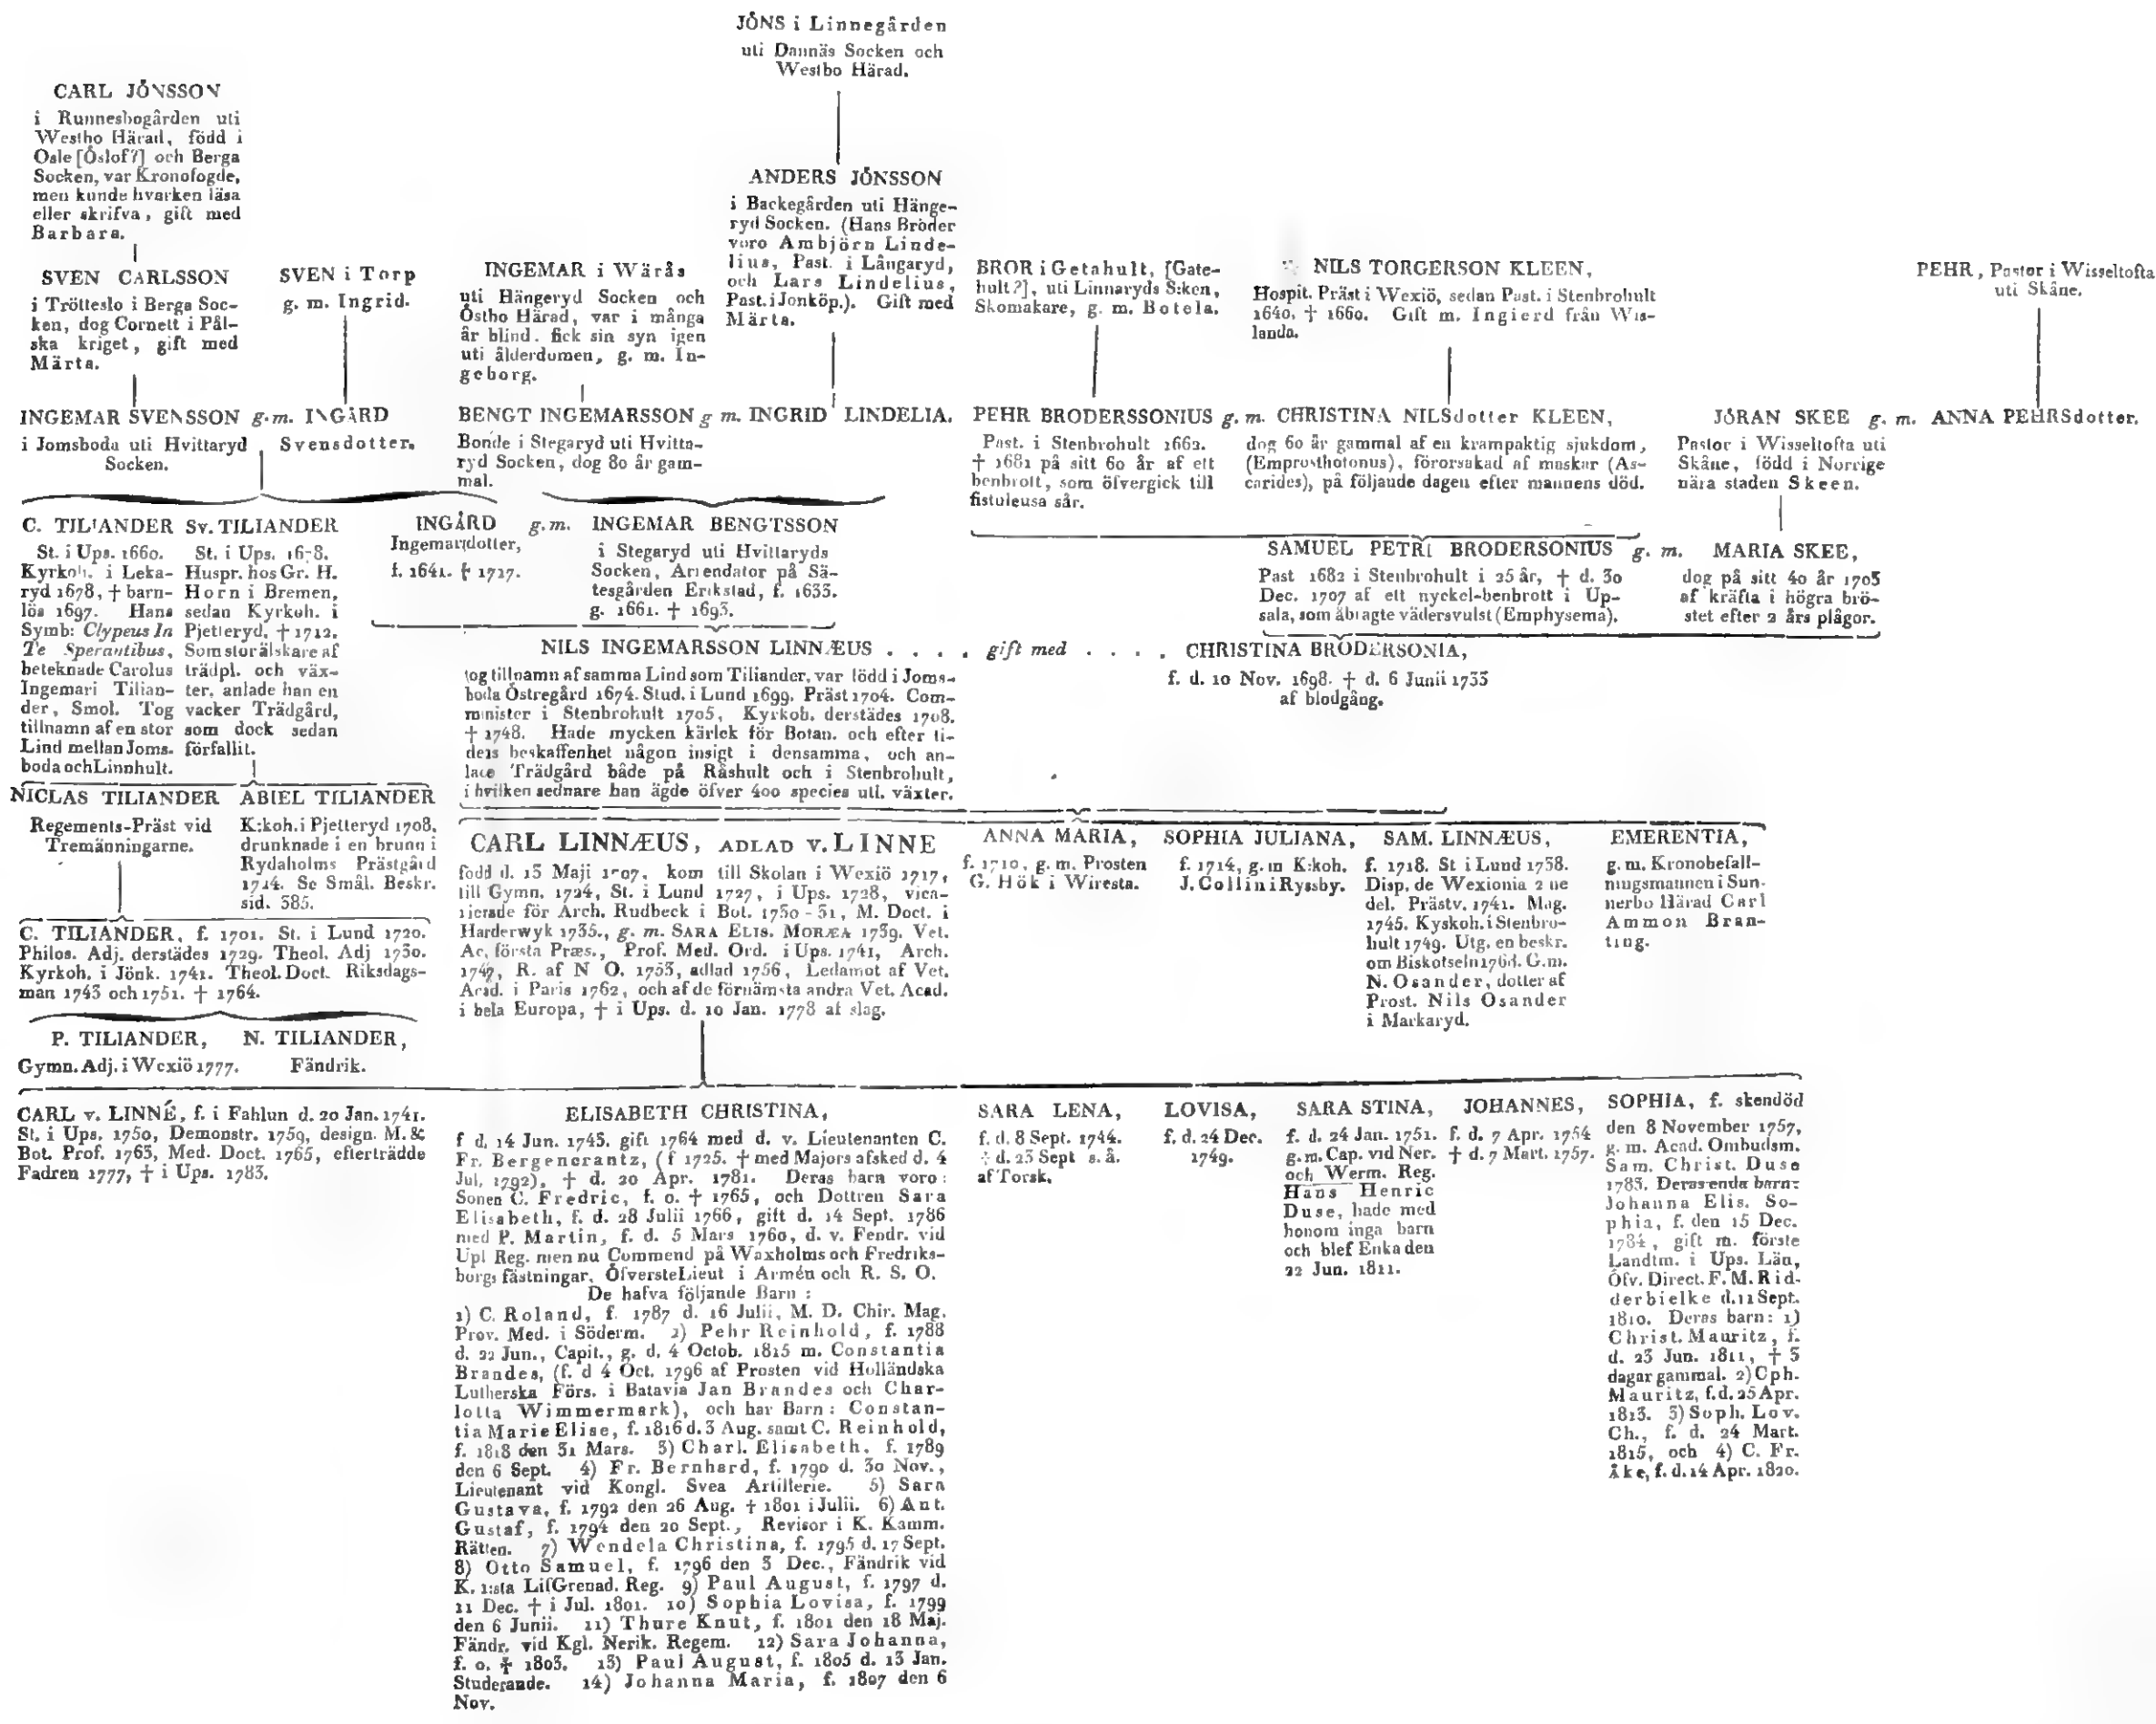 JÖNS i Linnegården
uti Dannäs Socken och
Westbo Härad.
CARL JÖNSSON
i Runnesbogården uti
Westbo Härad, född i
Osle [Öslof?] och Berga
Socken, var Kronofogde,
men kunde hvarken läsa
eller skrifva, gift med
Barbara.
ANDERS JÖNSSON
i Backegården uti Hänge-
ryd Socken. (Hans Bröder
voro Ambjörn Linde-
lius, Past. i Långaryd,
och Lars Lindelius,
Past. i Jonköp.). Gift med
Märta.
SVEN CARLSSON
i Trötteslo i Berga Soc-
ken, dog Cornett i Pål-
ska kriget, gift med
Märta.
SVEN i Torp
g. m. Ingrid.
INGEMAR i Wärås
uti Hängeryd Socken och
Östbo Härad, var i många
år blind. fick sin syn igen
uti ålderdomen, g. m. In-
geborg.
BROR i Getahult, [Gate-
hult?], uti Linnaryds S:ken,
Skomakare, g. m. Botela.
NILS TORGERSON KLEEN,
Hospit. Präst i Wexiö, sedan Past. i Stenbrohult
1640, † 1660. Gift m. Ingierd från Wis-
landa.
PEHR, Pastor i Wisseltofta
uti Skåne.
INGEMAR SVENSSON g.m. INGÅRD
i Jomsboda uti Hvittaryd Svensdotter.
Socken.
BENGT INGEMARSSON g m. INGRID LINDELIA.
Bonde i Stegaryd uti Hvitta-
ryd Socken, dog 80 år gam-
mal.
PEHR BRODERSSONIUS g. m. CHRISTINA NILSdotter KLEEN,
Past. i Stenbrohult 1662.
† 1681 på sitt 60 år af ett
benbrott, som öfvergick till
fistuleusa sår.
dog 60 år gammal af en krampaktig sjukdom,
(Emprosthotonus), förorsakad af maskar (As-
carides), på följande dagen efter mannens död.
JÖRAN SKEE g. m. ANNA PEHRSdotter.
Pastor i Wisseltofta uti
Skåne, född i Norrige
nära staden Skeen.
C. TILIANDER
St. i Ups. 1660.
Kyrkoh. i Leka-
ryd 1678, † barn-
lös 1697. Hans
Symb: Clypeus In
Te Sperantibus,
beteknade Carolus
Ingemari Tilian-
der, Smol. Tog
tillnamn af en stor
Lind mellan Joms-
boda och Linnhult.
Sv. TILIANDER
St. i Ups.
Huspr. hos Gr. H.
Horn i Bremen,
sedan Kyrkoh. i
Pjetteryd, † 1712.
Som stor älskare af
trädpl. och väx-
ter, anlade han en
vacker Trädgård,
som dock sedan
förfallit.
INGÅRD g.m. INGEMAR BENGTSSON
Ingemarsdotter,
f. 1641. † 1717.
i Stegaryd uti Hvittaryds
Socken, Arrendator på Sä-
tesgården Erikstad, f. 1633.
g. 1661. † 1693.
SAMUEL PETRI BRODERSONIUS g. m. MARIA SKEE,
Past 1682 i Stenbrohult i 25 år, † d. 30
Dec. 1707 af ett nyckel-benbrott i Up-
sala, som åbragte vädersvulst (Emphysema).
dog på sitt 40 år 1703
af kräfta i högra brö-
stet efter 2 års plågor.
NILS INGEMARSSON LINNÆUS . . . . gift med . . . . CHRISTINA BRODERSONIA,
tog tillnamn af samma Lind som Tiliander, var född i Joms-
boda Östregård 1674. Stud. i Lund 1699. Präst 1704. Com-
minister i Stenbrohult 1705, Kyrkoh. derstädes 1708.
† 1748. Hade mycken kärlek för Botan. och efter ti-
dens beskaffenhet någon insigt i densamma, och an-
lade Trädgård både på Råshult och i Stenbrohult,
i hvilken sednare han ägde öfver 400 species utl. växter.
f. d. 10 Nov. 1698. † d. 6 Junii 1733
af blodgång.
NICLAS TILIANDER
Regements-Präst vid
Tremänningarne.
ABIEL TILIANDER
K:koh. i Pjetteryd 1708,
drunknade i en brunn i
Rydaholms Prästgård
1724. Se Smål. Beskr.
sid. 385.
CARL LINNÆUS, ADLAD v. LINNE
född d. 13 Maji 1707, kom till Skolan i Wexiö 1717,
till Gymn. 1724, St. i Lund 1727, i Ups. 1728, vica-
rierade för Arch. Rudbeck i Bot. 1730-31, M. Doct. i
Harderwyk 1735., g. m. SARA ELIS. MORÆA 1739. Vet.
Ac. första Præs., Prof. Med. Ord. i Ups. 1741, Arch.
1747, R. af N O. 1753, adlad 1756, Ledamot af Vet.
Acad. i Paris 1762, och af de förnämsta andra Vet. Acad.
i hela Europa, † i Ups. d. 10 Jan. 1778 af slag.
ANNA MARIA,
f. 1710, g. m. Prosten
G. Hök i Wiresta.
SOPHIA JULIANA,
f. 1714, g. m K:koh.
J. Collin i Ryssby.
SAM. LINNÆUS,
f. 1718. St i Lund 1738.
Disp. de Wexionia 2 ne
del. Prästv. 1741. Mag.
1745. Kyskoh. i Stenbro-
hult 1749. Utg. en beskr.
om Biskötseln 1768. G. m.
N. Osander, dotter af
Prost. Nils Osander
i Markaryd.
EMERENTIA,
g. m. Kronobefall-
ningsmannen i Sun-
nerbo Härad Carl
Ammon Bran-
ting.
C. TILIANDER, f. 1701. St. i Lund 1720.
Philos. Adj. derstädes 1729. Theol. Adj 1730.
Kyrkoh. i Jönk. 1741. Theol. Doct. Riksdags-
man 1743 och 1751. † 1764.
P. TILIANDER,
Gymn. Adj. i Wexiö 1777.
N. TILIANDER,
Fändrik.
CARL v. LINNÉ, f. i Fahlun d. 20 Jan. 1741.
St. i Ups. 1750, Demonstr. 1759, design. M. &
Bot. Prof. 1763, Med. Doct. 1765, efterträdde
Fadren 1777, † i Ups. 1783.
ELISABETH CHRISTINA,
f d. 14 Jun. 1743. gift 1764 med d. v. Lieutenanten C.
Fr. Bergencrantz, (f 1725. † med Majors afsked d. 4
Jul. 1792), † d. 20 Apr. 1781. Deras barn voro:
Sonen C. Fredric, f. o. † 1765, och Dottren Sara
Elisabeth, f. d. 28 Julii 1766, gift d. 14 Sept. 1786
med P. Martin, f. d. 5 Mars 1760, d. v. Fendr. vid
Upl Reg. men nu Commend på Waxholms och Fredriks-
borgs fästningar, ÖfversteLieut i Armén och R. S. O.
De hafva följande Barn :
1) C. Roland, f. 1787 d. 16 Julii, M. D. Chir. Mag.
Prov. Med. i Söderm. 2) Pehr Reinhold, f. 1788
d. 22 Jun., Capit., g. d. 4 Octob. 1815 m. Constantia
Brandes, (f. d 4 Oct. 1796 af Prosten vid Holländska
Lutherska Förs. i Batavia Jan Brandes och Char-
lotta Wimmermark), och har Barn: Constan-
tia Marie Elise, f. 1816 d. 3 Aug. samt C. Reinhold,
f. 1818 den 31 Mars. 3) Charl. Elisabeth. f. 1789
den 6 Sept. 4) Fr. Bernhard, f. 1790 d. 30 Nov.,
Lieutenant vid Kongl. Svea Artillerie. 5) Sara
Gustava, f. 1792 den 26 Aug. † 1801 i Julii. 6) Ant.
Gustaf, f. 1794 den 20 Sept., Revisor i K. Kamm.
Rätten. 7) Wendela Christina, f. 1795 d. 17 Sept.
8) Otto Samuel, f. 1796 den 3 Dec., Fändrik vid
K. 1:sta LifGrenad. Reg. 9) Paul August, f. 1797 d.
11 Dec. † i Jul. 1801. 10) Sophia Lovisa, f. 1799
den 6 Junii. 11) Thure Knut, f. 1801 den 18 Maj.
Fändr. vid Kgl. Nerik. Regem. 12) Sara Johanna,
f. o. † 1803. 13) Paul August, f. 1805 d. 13 Jan.
Studerande. 14) Johanna Maria, f. 1807 den 6
Nov.
SARA LENA,
f. d. 8 Sept. 1744.
† d. 23 Sept s. å.
af Torsk.
LOVISA,
f. d. 24 Dec.
1749.
SARA STINA,
f. d. 24 Jan. 1751.
g. m. Cap. vid Ner.
och Werm. Reg.
Hans Henric
Duse, hade med
honom inga barn
och blef Enka den
22 Jun. 1811.
JOHANNES,
f. d. 7 Apr. 1754
† d. 7 Mart. 1757.
SOPHIA, f. skendöd
den 8 November 1757,
g. m. Acad. Ombudsm.
Sam. Christ. Duse
1783. Deras enda barn:
Johanna Elis. So-
phia, f. den 15 Dec.
1784, gift m. förste
Landtm. i Ups. Län,
Öfv. Direct. F. M. Rid-
derbielke d. 11 Sept.
1810. Deras barn: 1)
Christ. Mauritz, f.
d. 23 Jun. 1811, † 3
dagar gammal. 2) Cph.
Mauritz, f. d. 25 Apr.
1813. 3) Soph. Lov.
Ch., f. d. 24 Mart.
1815, och 4) C. Fr.
Åke, f. d. 14 Apr. 1820.